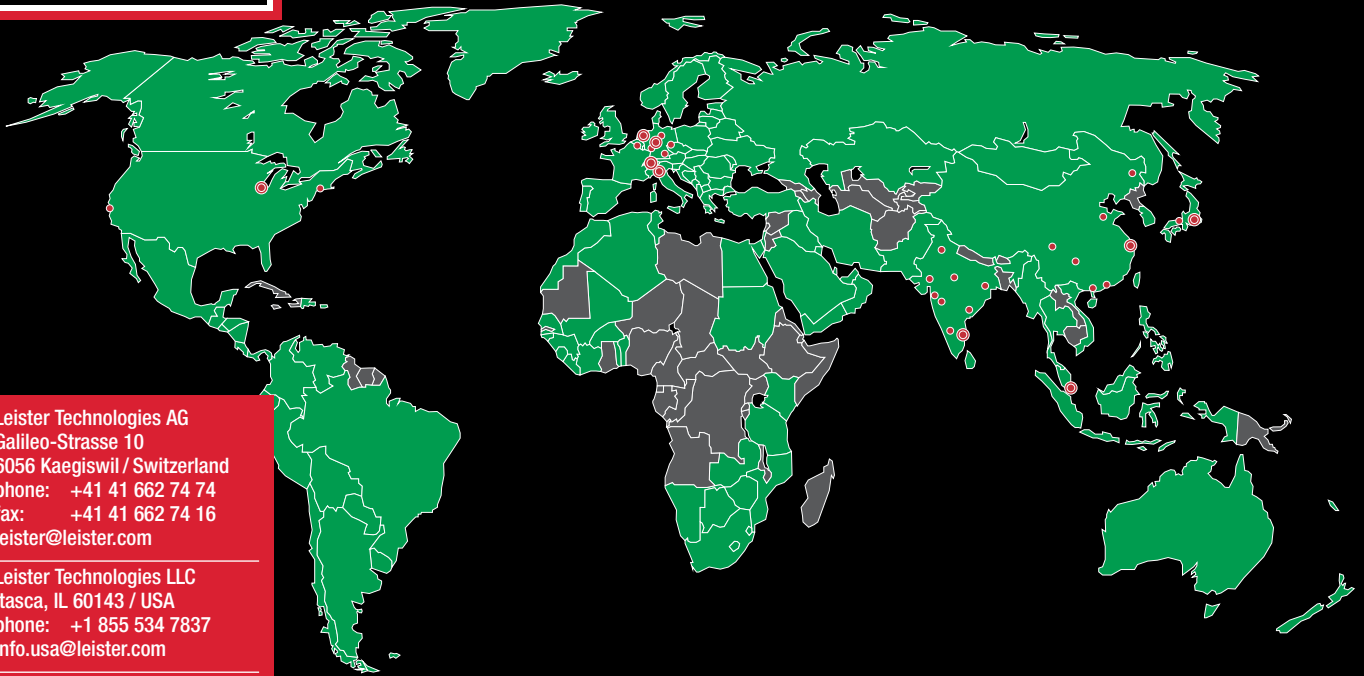 Leister Technologies AG
Galileo-Strasse 10
6056 Kaegiswil / Switzerland
phone: +41 41 662 74 74
fax: +41 41 662 74 16
leister@leister.com
Leister Technologies LLC
Itasca, IL 60143 / USA
phone: +1 855 534 7837
info.usa@leister.com